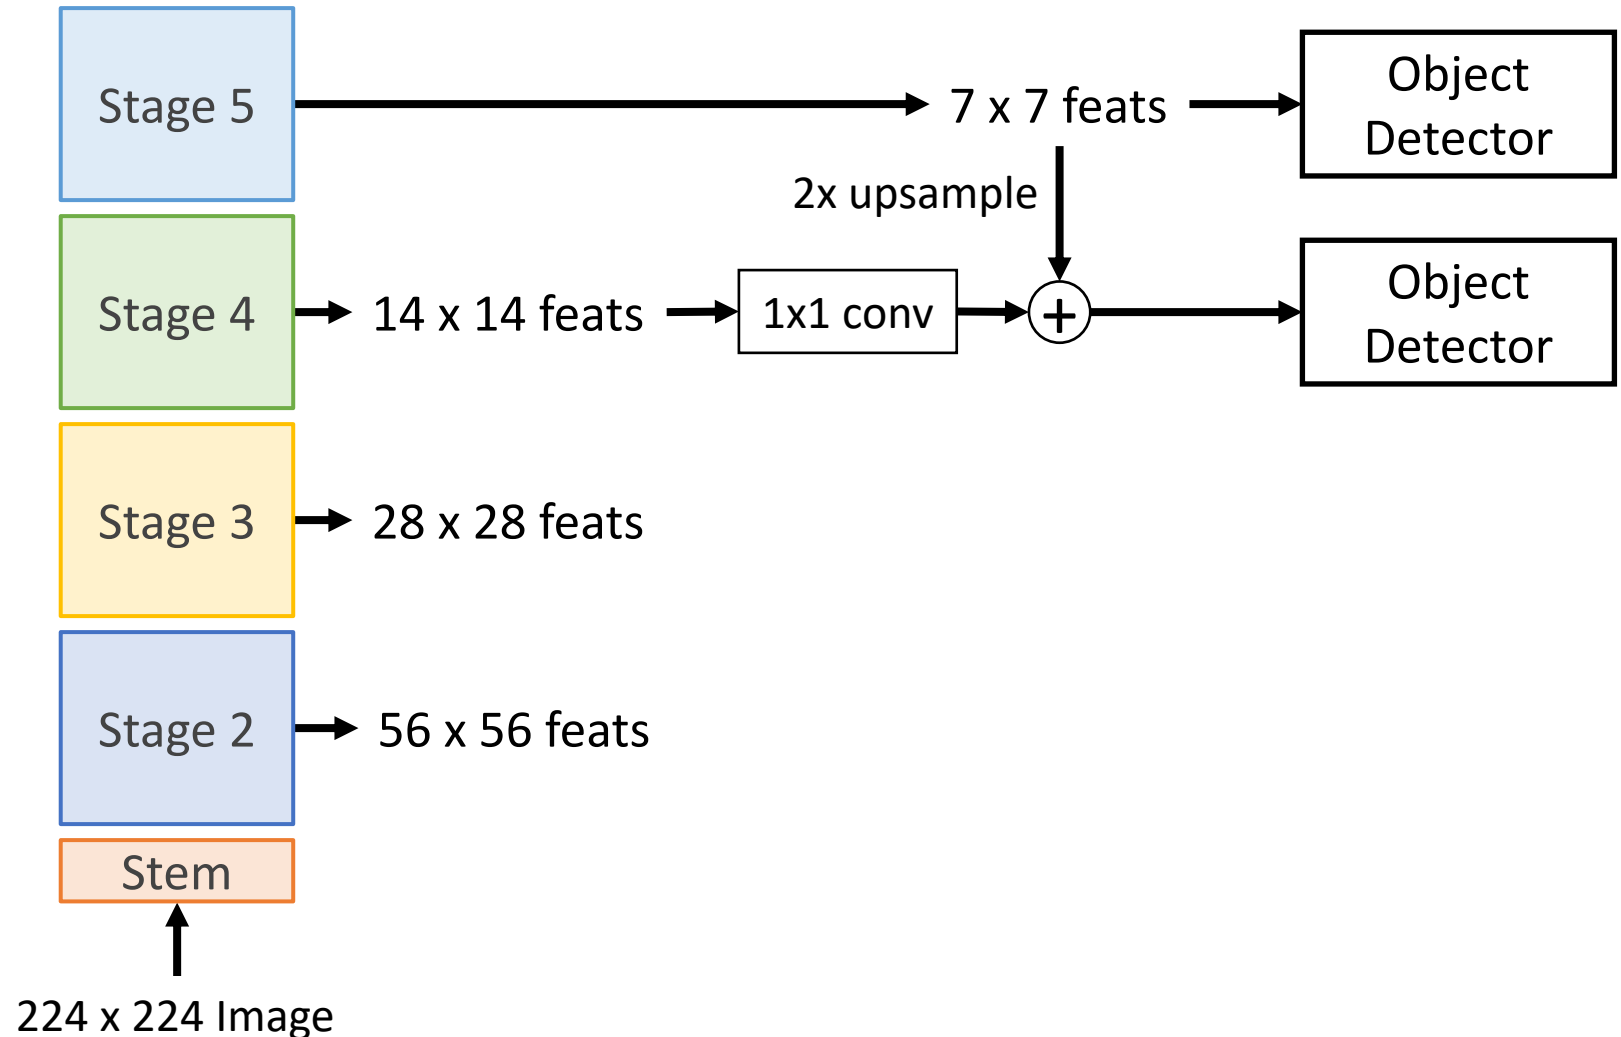 Stage 5
7 x 7 feats
Object
Detector
2x upsample
Stage 4
14 x 14 feats
1x1 conv
+
Object
Detector
Stage 3
28 x 28 feats
Stage 2
56 x 56 feats
Stem
224 x 224 Image